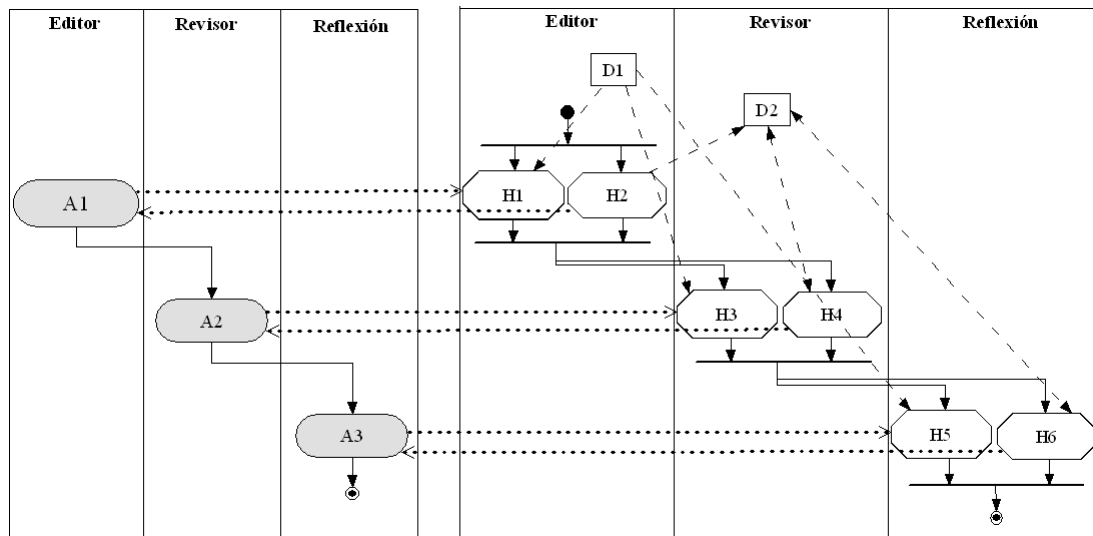 Editor Revisor Reflexión
Editor Revisor Reflexión
D1
D2
A1
H1 H2
A2
H3 H4
A3
H5 H6